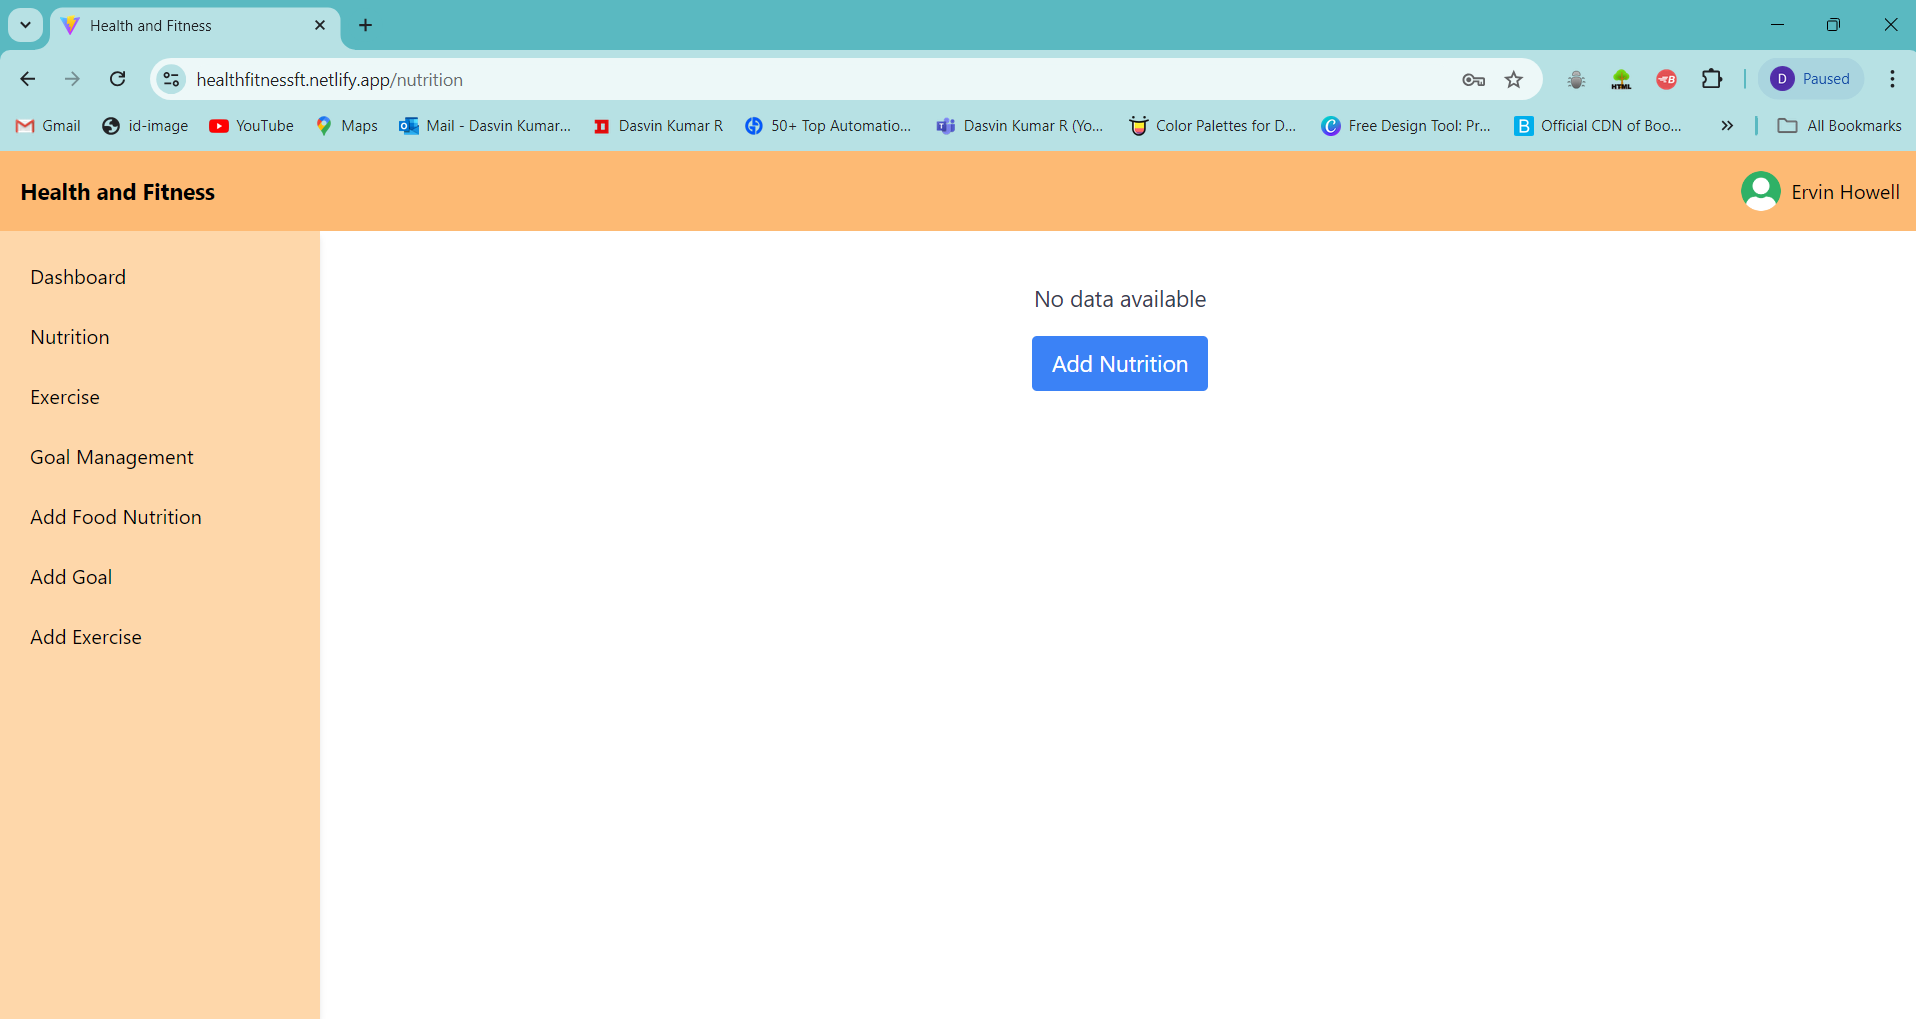 Health and Fitness
healthfitnessft.netlify.app/nutrition
D Paused
Gmail id-image YouTube Maps Mail - Dasvin Kumar... Dasvin Kumar R 50+ Top Automatio... Dasvin Kumar R (Yo... Color Palettes for D... Free Design Tool: Pr... Official CDN of Boo... All Bookmarks
Health and Fitness
Ervin Howell
Dashboard
Nutrition
Exercise
Goal Management
Add Food Nutrition
Add Goal
Add Exercise
No data available
Add Nutrition